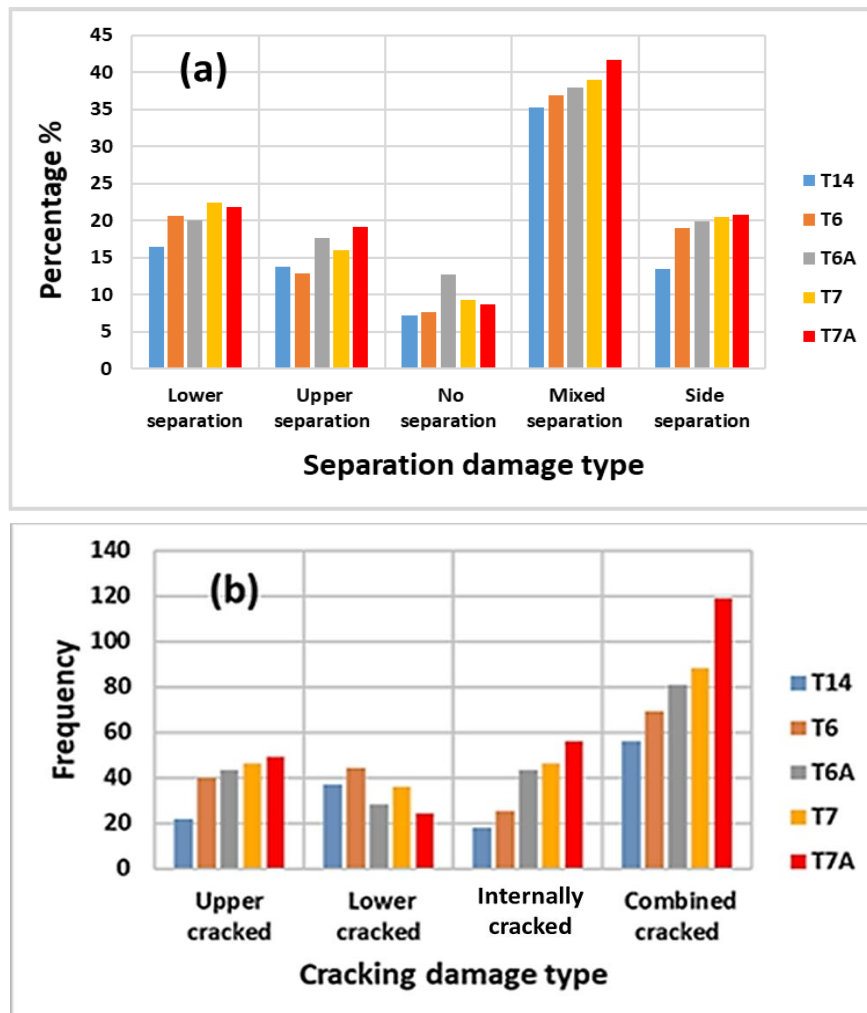 (a)
Percentage %
45
40
35
30
25
20
15
10
5
0
Lower separation
Upper separation
No separation
Mixed separation
Side separation
Separation damage type
T14
T6
T6A
T7
T7A
(b)
Frequency
140
120
100
80
60
40
20
0
Upper cracked
Lower cracked
Internally cracked
Combined cracked
Cracking damage type
T14
T6
T6A
T7
T7A